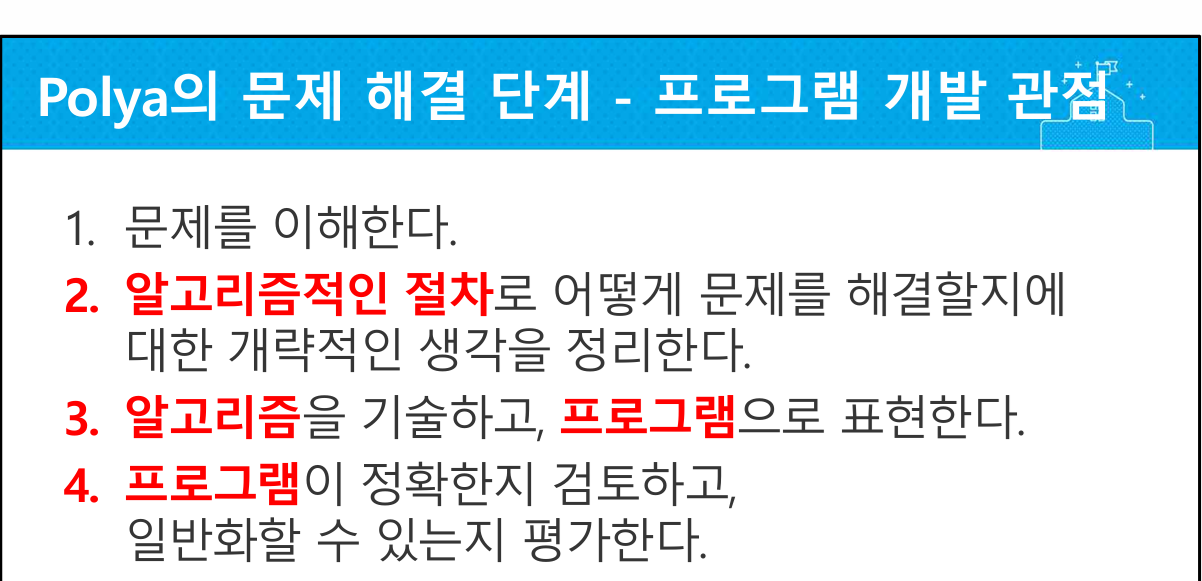 Polya의 문제 해결 단계 - 프로그램 개발 관점
1. 문제를 이해한다.
2. 알고리즘적인 절차로 어떻게 문제를 해결할지에
대한 개략적인 생각을 정리한다.
3. 알고리즘을 기술하고, 프로그램으로 표현한다.
4. 프로그램이 정확한지 검토하고,
일반화할 수 있는지 평가한다.